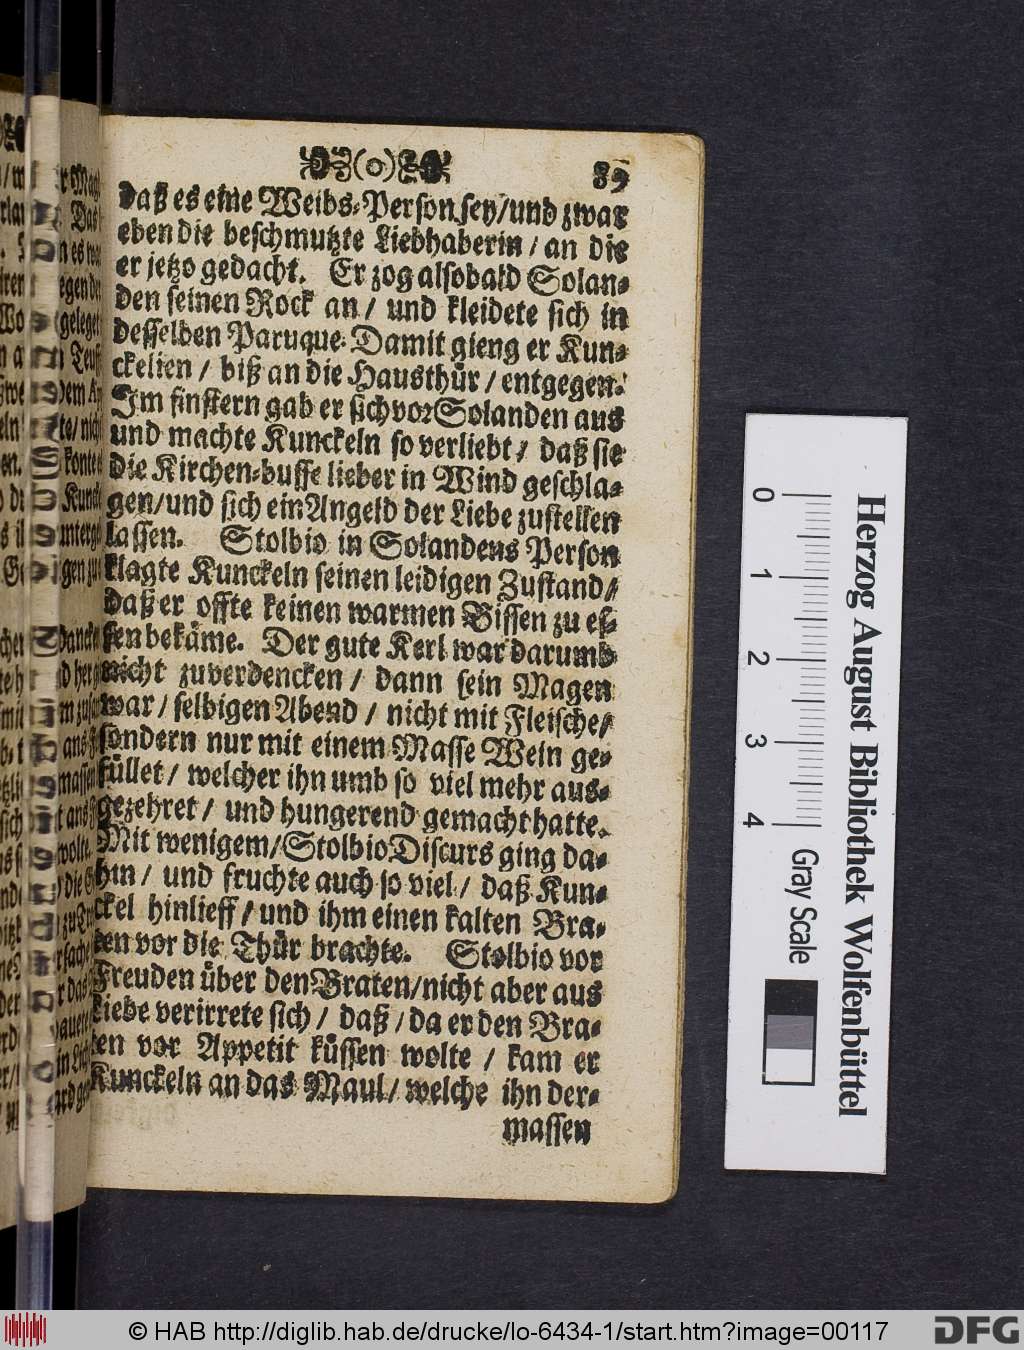 (o) 89
daß es eine Weibs-Person sey/und zwar
eben die beschmutzte Liebhaberin / an die
er jetzo gedacht. Er zog alsobald Solan-
den seinen Rock an / und kleidete sich in
desselben Paruque. Damit gieng er Kun-
ckelien / biß an die Hausthür / entgegen.
Im finstern gab er sich vor Solanden aus
und machte Kunckeln so verliebt / daß sie
die Kirchen-busse lieber in Wind geschla-
gen/und sich ein Angeld der Liebe zustellen
lassen. Stolbio in Solandens Person
klagte Kunckeln seinen leidigen Zustand/
daß er offte keinen warmen Bissen zu es-
sen bekäme. Der gute Kerl war darumb
nicht zuverdencken / dann sein Magen
war / selbigen Abend / nicht mit Fleische/
sondern nur mit einem Masse Wein ge-
füllet / welcher ihn umb so viel mehr aus-
gezehret / und hungerend gemacht hatte.
Mit wenigem/Stolbio Discurs ging da-
hin / und fruchte auch so viel / daß Kun-
ckel hinlieff / und ihm einen kalten Bra-
ten vor die Thür brachte. Stolbio vor
Freuden über den Braten/nicht aber aus
Liebe verirrete sich / daß / da er den Bra-
ten vor Appetit küssen wolte / kam er
Kunckeln an das Maul / welche ihn der-
massen
0 1 2 3 4
Gray Scale
Herzog August Bibliothek Wolfenbüttel
© HAB http://diglib.hab.de/drucke/lo-6434-1/start.htm?image=00117
DFG